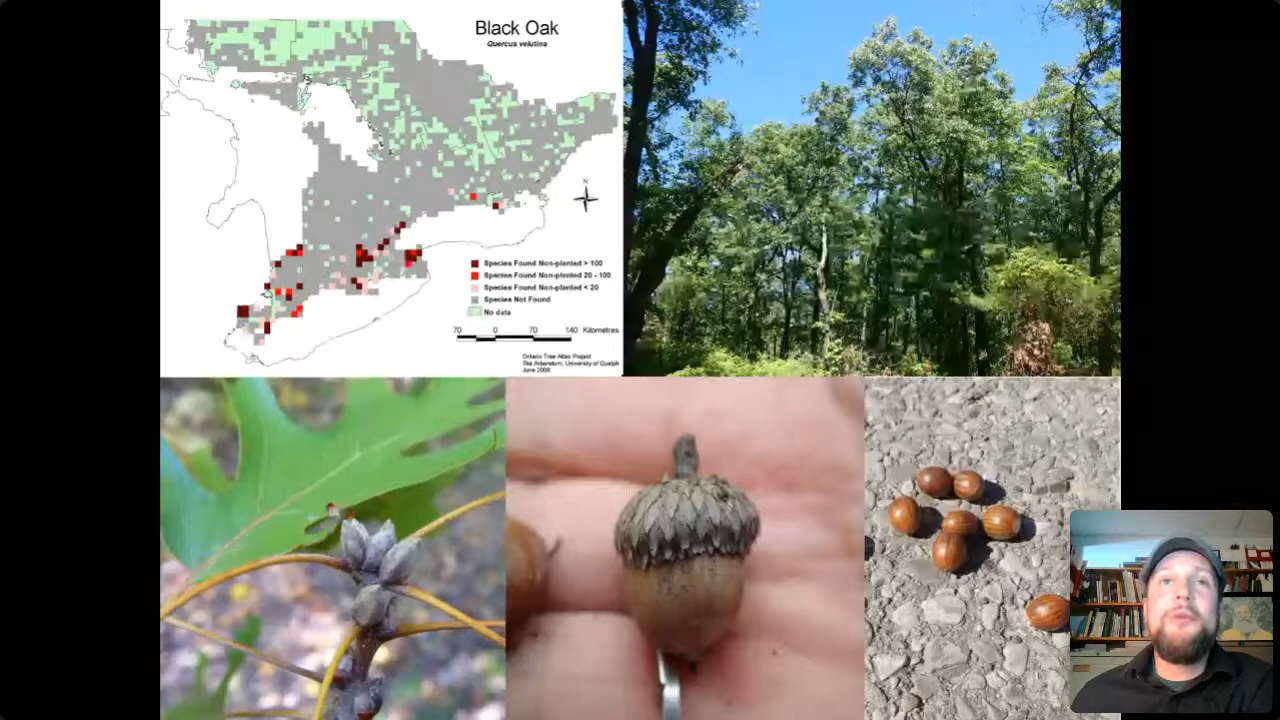 Black Oak
Quercus velutina
N
Species Found Non-planted > 100
Species Found Non-planted 20 - 100
Species Found Non-planted < 20
Species Not Found
No data
70 0 70 140 Kilometres
Ontario Tree Atlas Project
The Arboretum, University of Guelph
June 2008